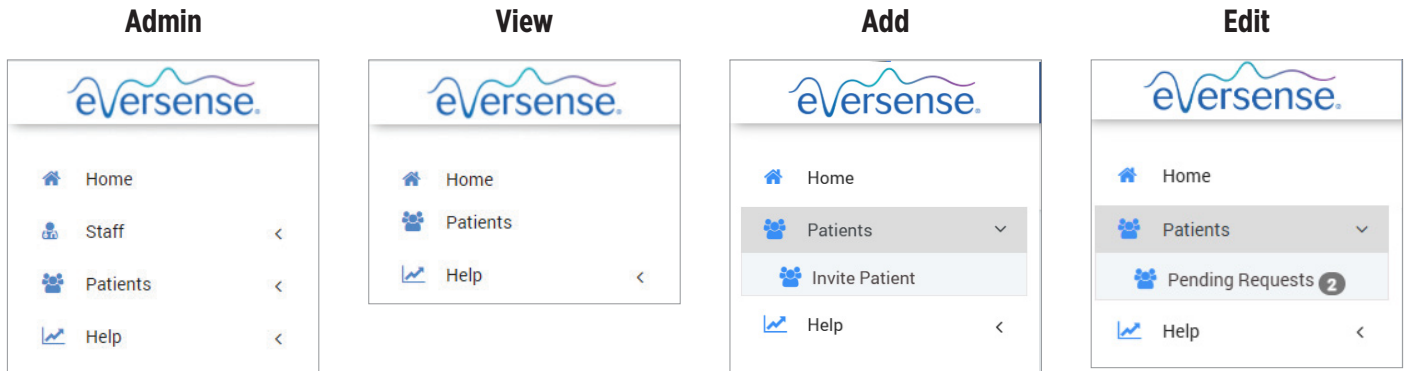 Admin
eversense.
Home
Staff
Patients
Help
View
eversense.
Home
Patients
Help
Add
eversense.
Home
Patients
Invite Patient
Help
Edit
eversense.
Home
Patients
Pending Requests 2
Help